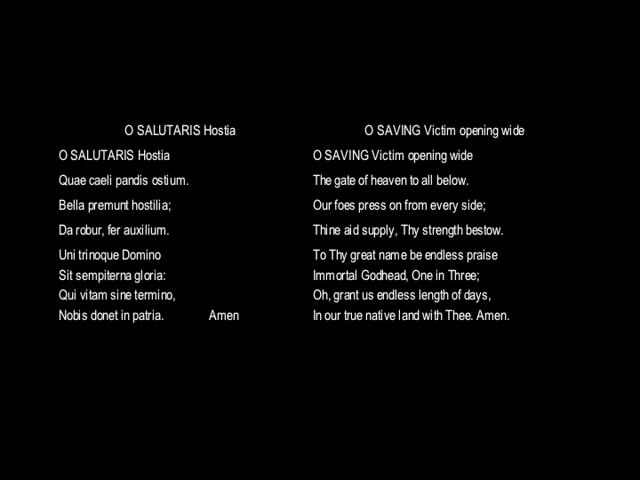 O SALUTARIS Hostia
O SALUTARIS Hostia
Quae caeli pandis ostium.
Bella premunt hostilia;
Da robur, fer auxilium.
Uni trinoque Domino
Sit sempiterna gloria:
Qui vitam sine termino,
Nobis donet in patria. Amen
O SAVING Victim opening wide
O SAVING Victim opening wide
The gate of heaven to all below.
Our foes press on from every side;
Thine aid supply, Thy strength bestow.
To Thy great name be endless praise
Immortal Godhead, One in Three;
Oh, grant us endless length of days,
In our true native land with Thee. Amen.